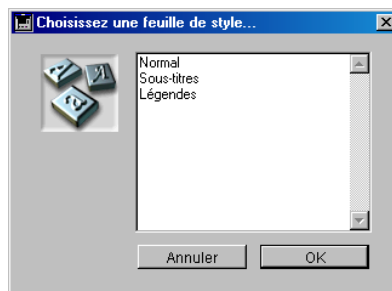 Choisissez une feuille de style...
Normal
Sous-titres
Légendes
Annuler
OK